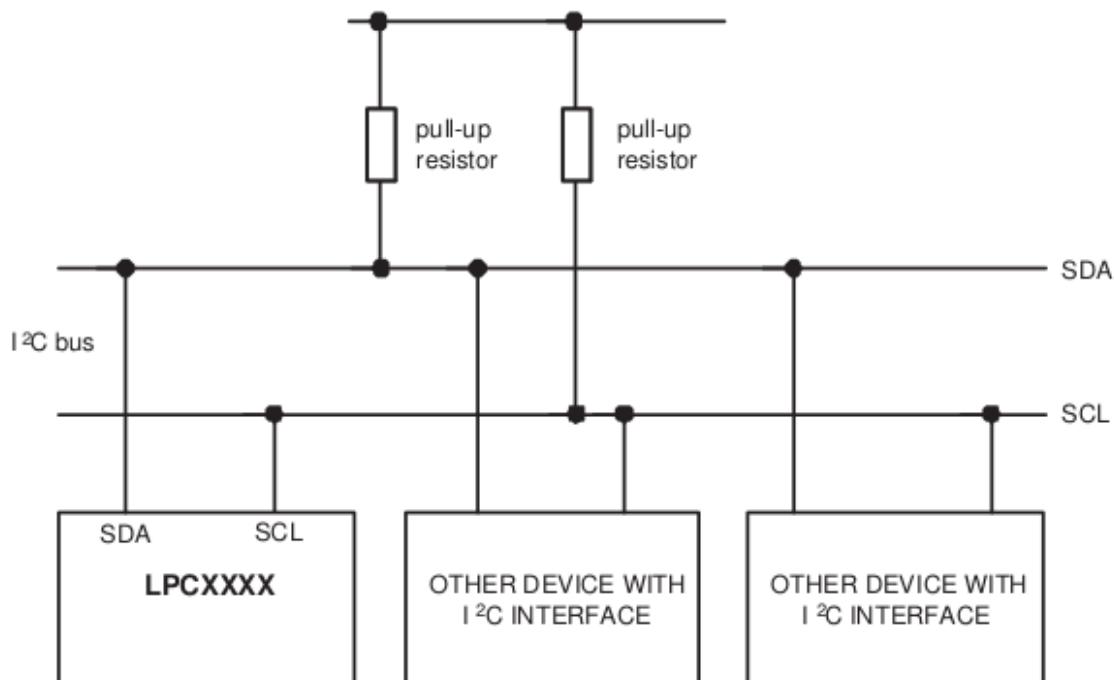 pull-up
resistor
pull-up
resistor
SDA
I²C bus
SCL
SDA
SCL
LPCXXXX
OTHER DEVICE WITH
I²C INTERFACE
OTHER DEVICE WITH
I²C INTERFACE